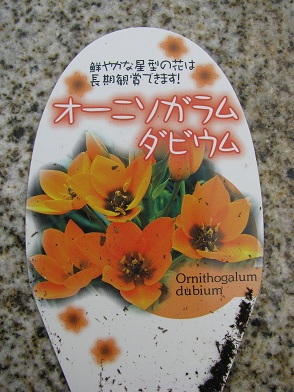 鮮やかな星型の花は
長期観賞できます!
オーニソガラム
ダビウム
Ornithogalum
dubium